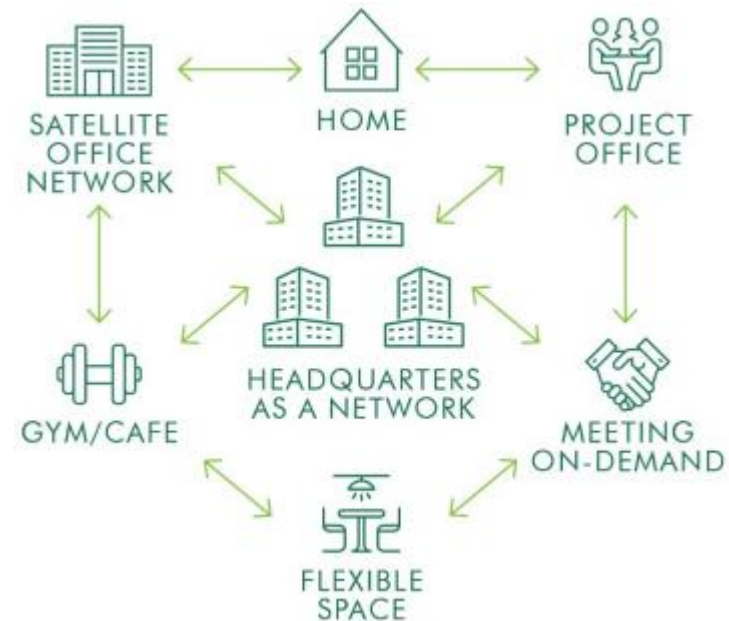 SATELLITE
OFFICE
NETWORK
HOME
PROJECT
OFFICE
HEADQUARTERS
AS A NETWORK
GYM/CAFE
MEETING
ON-DEMAND
FLEXIBLE
SPACE